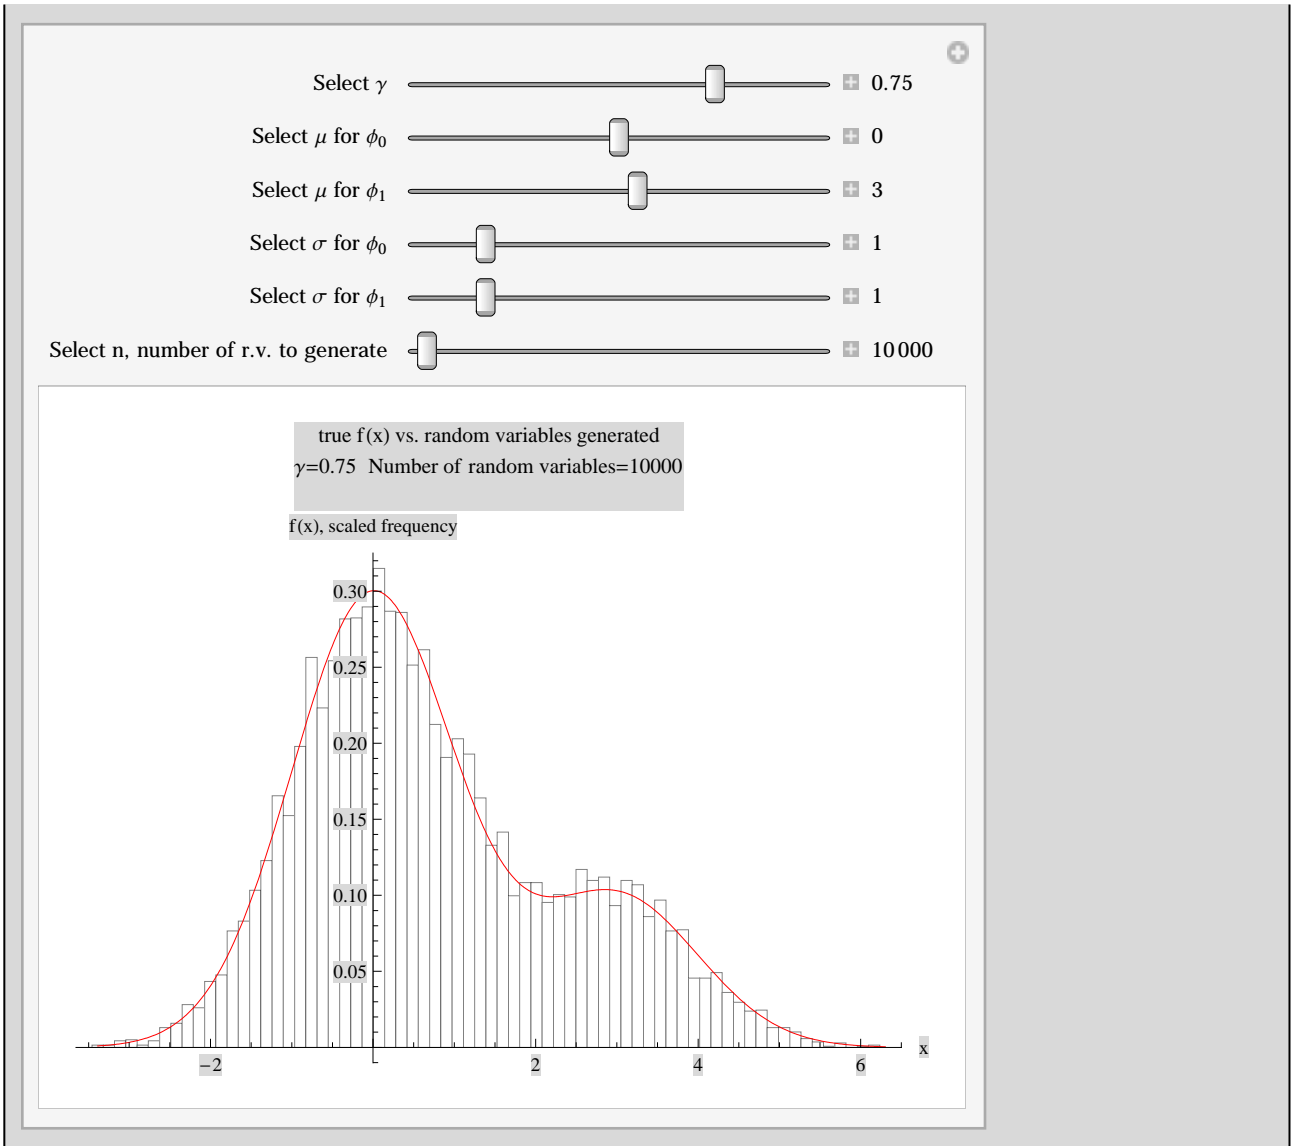 Select γ 0.75
Select μ for ϕ₀ 0
Select μ for ϕ₁ 3
Select σ for ϕ₀ 1
Select σ for ϕ₁ 1
Select n, number of r.v. to generate 10 000
true f(x) vs. random variables generated
γ=0.75 Number of random variables=10000
f(x), scaled frequency
0.30
0.25
0.20
0.15
0.10
0.05
x
−2 2 4 6